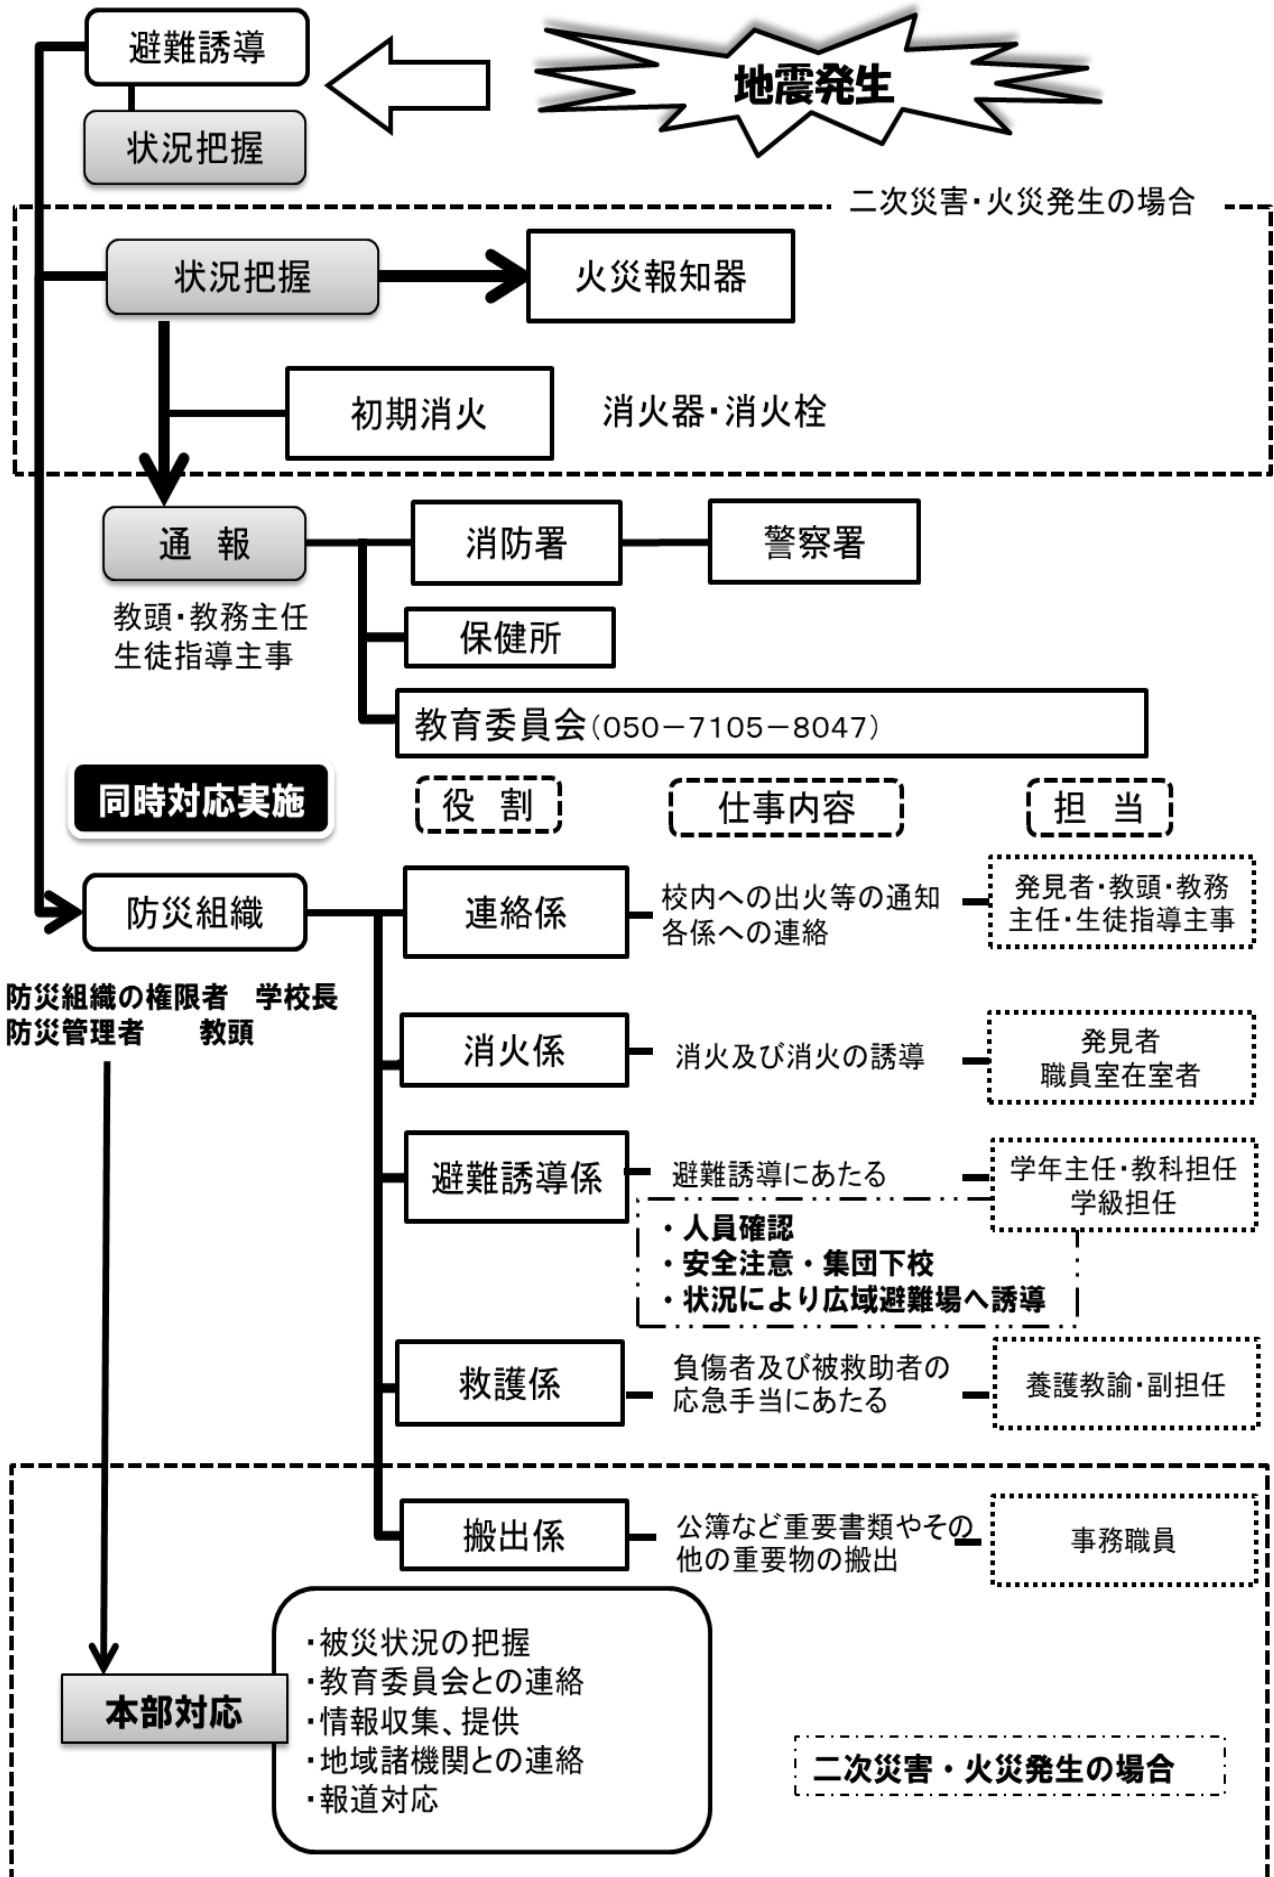 避難誘導
地震発生
状況把握
二次災害・火災発生の場合
状況把握
火災報知器
初期消火
消火器・消火栓
通　報
消防署
警察署
教頭・教務主任
生徒指導主事
保健所
教育委員会（050－7105－8047）
同時対応実施
役　割
仕事内容
担　当
防災組織
連絡係
校内への出火等の通知
各係への連絡
発見者・教頭・教務
主任・生徒指導主事
防災組織の権限者　学校長
防災管理者　　教頭
消火係
消火及び消火の誘導
発見者
職員室在室者
避難誘導係
避難誘導にあたる
学年主任・教科担任
学級担任
・人員確認
・安全注意・集団下校
・状況により広域避難場へ誘導
救護係
負傷者及び被救助者の
応急手当にあたる
養護教諭・副担任
搬出係
公簿など重要書類やその
他の重要物の搬出
事務職員
本部対応
・被災状況の把握
・教育委員会との連絡
・情報収集、提供
・地域諸機関との連絡
・報道対応
二次災害・火災発生の場合